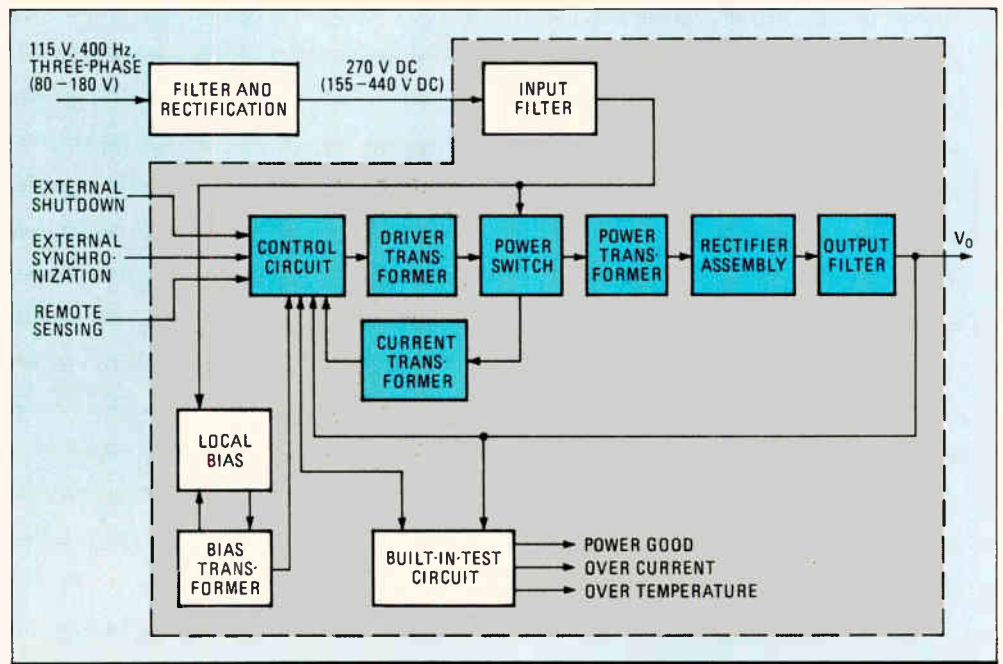 115 V, 400 Hz,
THREE-PHASE
(80 – 180 V)
FILTER AND
RECTIFICATION
270 V DC
(155 – 440 V DC)
INPUT
FILTER
EXTERNAL
SHUTDOWN
EXTERNAL
SYNCHRO-
NIZATION
REMOTE
SENSING
CONTROL
CIRCUIT
DRIVER
TRANS-
FORMER
POWER
SWITCH
POWER
TRANS-
FORMER
RECTIFIER
ASSEMBLY
OUTPUT
FILTER
V₀
CURRENT
TRANS-
FORMER
LOCAL
BIAS
BIAS
TRANS-
FORMER
BUILT-IN-TEST
CIRCUIT
POWER GOOD
OVER CURRENT
OVER TEMPERATURE